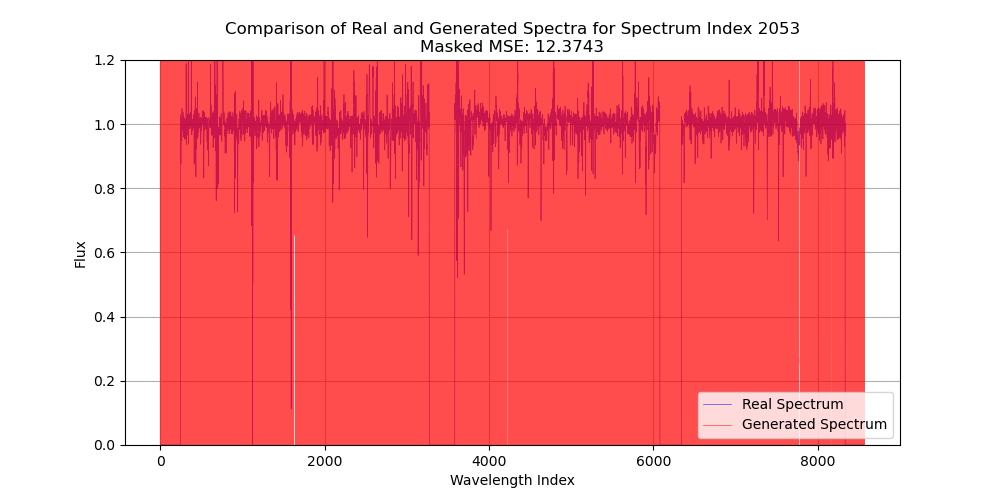 Comparison of Real and Generated Spectra for Spectrum Index 2053
Masked MSE: 12.3743
1.2
1.0
0.8
0.6
0.4
0.2
0.0
Flux
Real Spectrum
Generated Spectrum
0
2000
4000
6000
8000
Wavelength Index